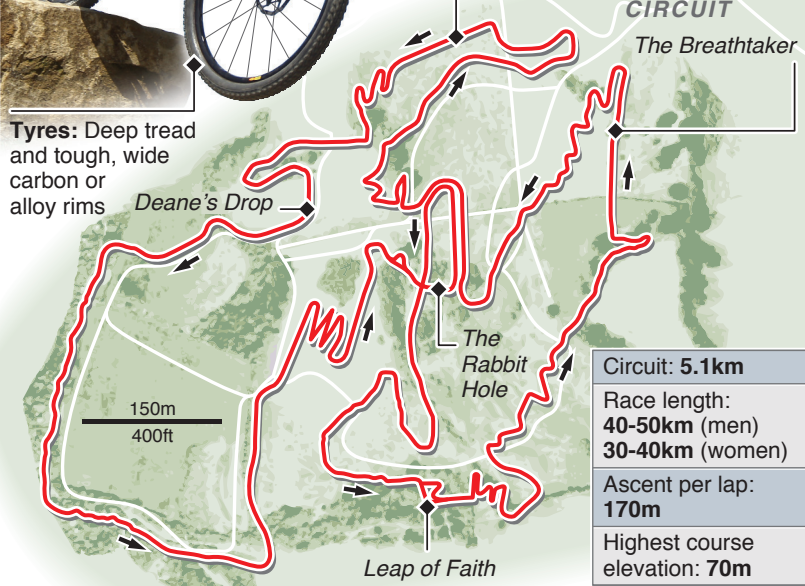 CIRCUIT
The Breathtaker
Tyres: Deep tread
and tough, wide
carbon or
alloy rims
Deane's Drop
The
Rabbit
Hole
150m
400ft
Leap of Faith
Circuit: 5.1km
Race length:
40-50km (men)
30-40km (women)
Ascent per lap:
170m
Highest course
elevation: 70m